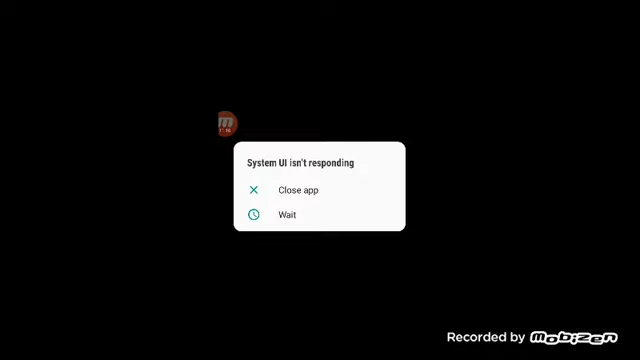 System UI isn't responding
Close app
Wait
Recorded by mobizen